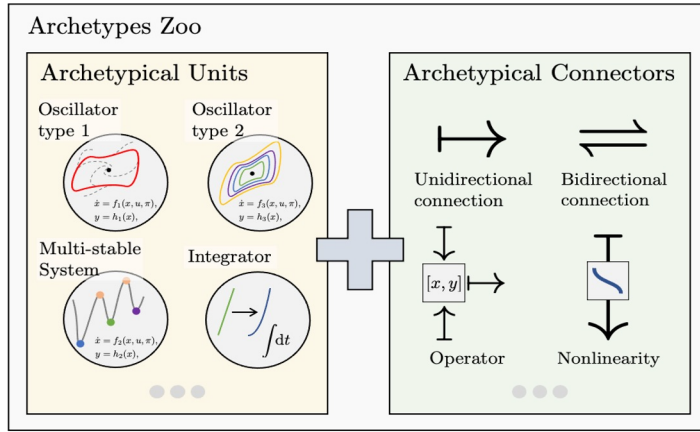 Archetypes Zoo
Archetypical Units
Oscillator
type 1
ẋ = f₁(x, u, π),
y = h₁(x),
Oscillator
type 2
ẋ = f₃(x, u, π),
y = h₃(x),
Multi-stable
System
ẋ = f₂(x, u, π),
y = h₂(x),
Integrator
∫dt
Archetypical Connectors
Unidirectional
connection
Bidirectional
connection
[x, y]
Operator
Nonlinearity